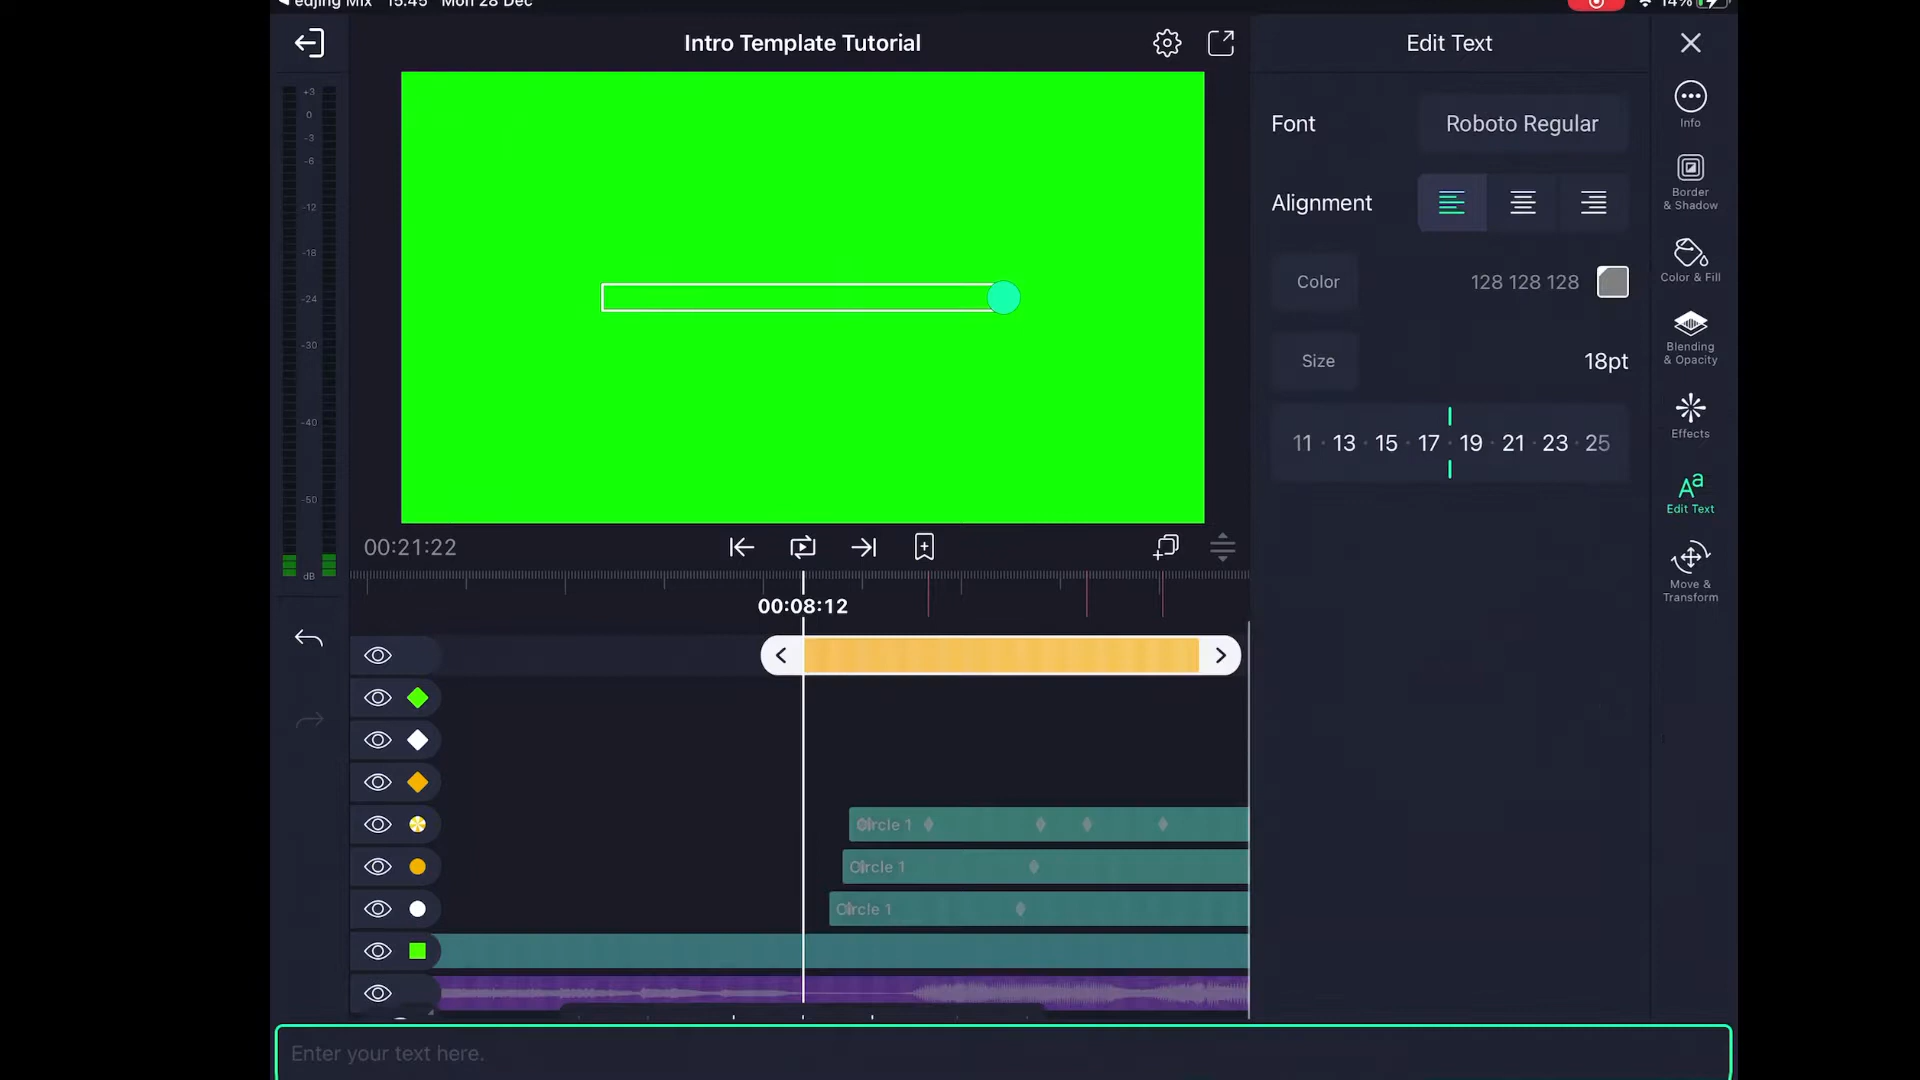 edjing Mix 15:45 Mon 28 Dec
14%
Intro Template Tutorial
Edit Text
+3
0
-3
-6
-12
-18
-24
-30
-40
-50
dB
Font
Roboto Regular
Alignment
Color
128 128 128
Size
18pt
11 · 13 · 15 · 17 · 19 · 21 · 23 · 25
Info
Border
& Shadow
Color & Fill
Blending
& Opacity
Effects
Aa
Edit Text
Move &
Transform
00:21:22
00:08:12
Circle 1
Circle 1
Circle 1
Enter your text here.